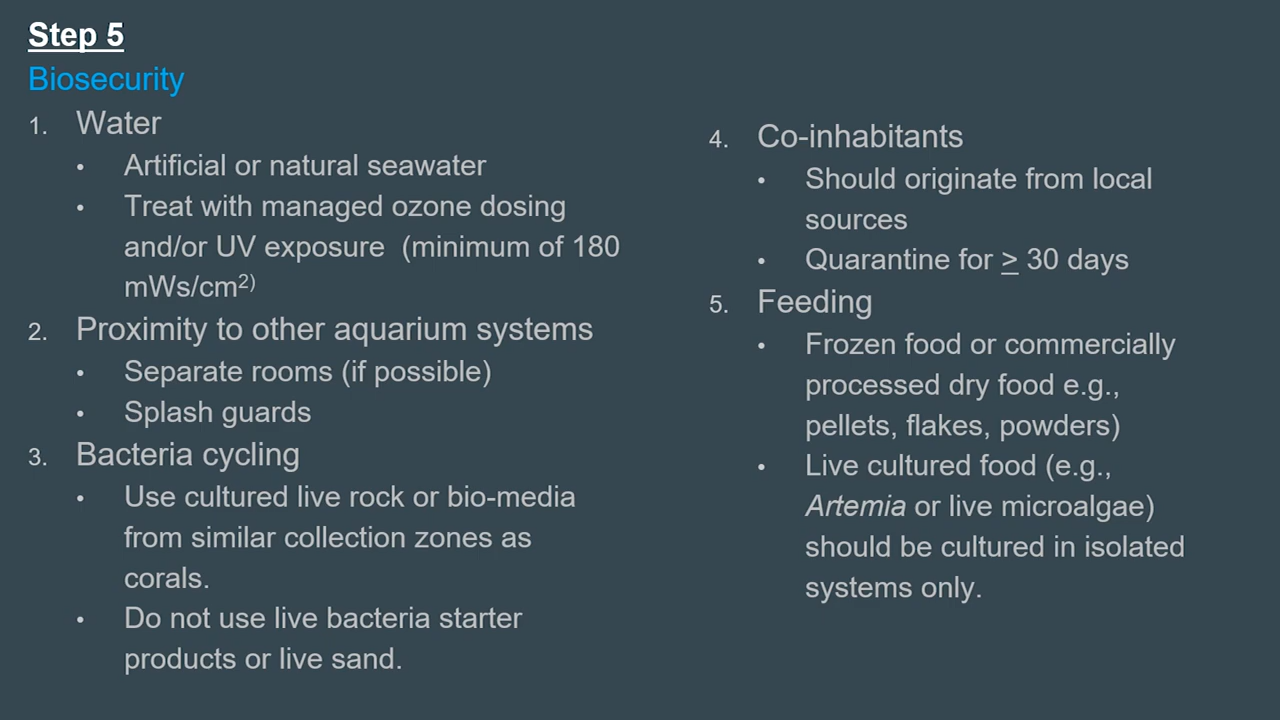 Step 5
Biosecurity
1. Water
• Artificial or natural seawater
• Treat with managed ozone dosing
and/or UV exposure (minimum of 180
mWs/cm²⁾
2. Proximity to other aquarium systems
• Separate rooms (if possible)
• Splash guards
3. Bacteria cycling
• Use cultured live rock or bio-media
from similar collection zones as
corals.
• Do not use live bacteria starter
products or live sand.
4. Co-inhabitants
• Should originate from local
sources
• Quarantine for ≥ 30 days
5. Feeding
• Frozen food or commercially
processed dry food e.g.,
pellets, flakes, powders)
• Live cultured food (e.g.,
Artemia or live microalgae)
should be cultured in isolated
systems only.